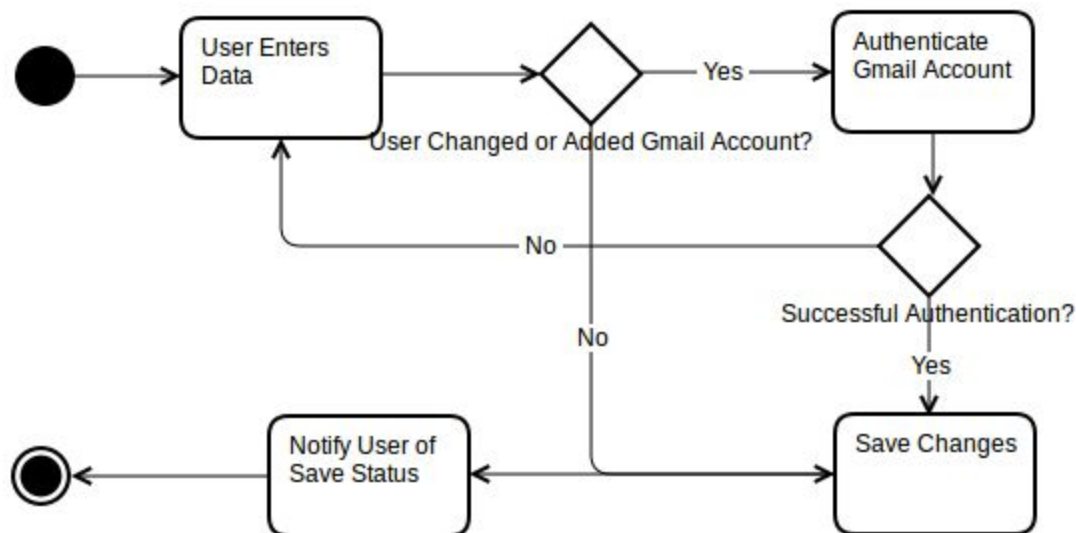 User Enters
Data
Yes
Authenticate
Gmail Account
User Changed or Added Gmail Account?
No
Successful Authentication?
No
Yes
Notify User of
Save Status
Save Changes